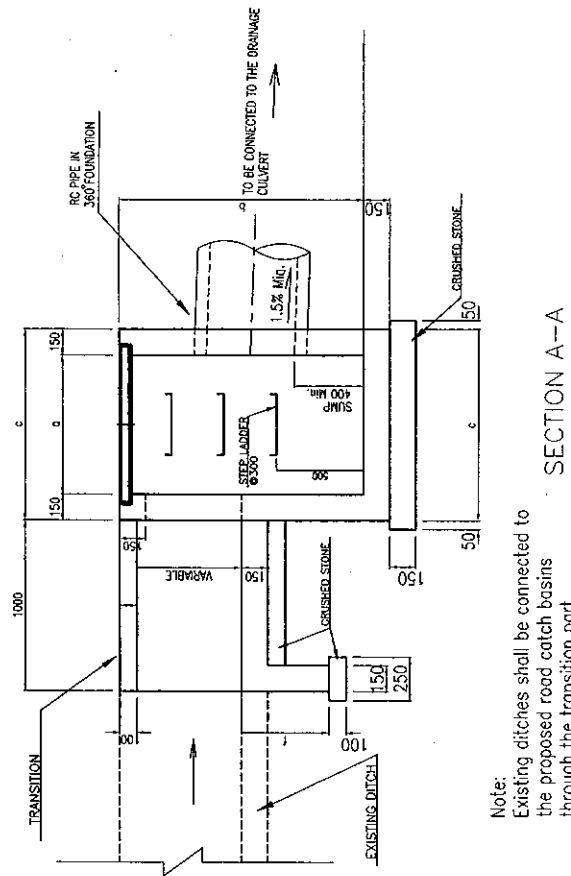 RC PIPE IN
360° FOUNDATION
TO BE CONNECTED TO THE DRAINAGE
CULVERT
c
150
a
150
1000
TRANSITION
b
50
1.5% Min.
STEP LADDER
@300
SUMP
400 Min.
500
150
VARIABLE
150
100
CRUSHED STONE
CRUSHED STONE
50
c
50
150
150
250
100
f
EXISTING DITCH
SECTION A--A
Note:
Existing ditches shall be connected to
the proposed road catch basins
through the transition part